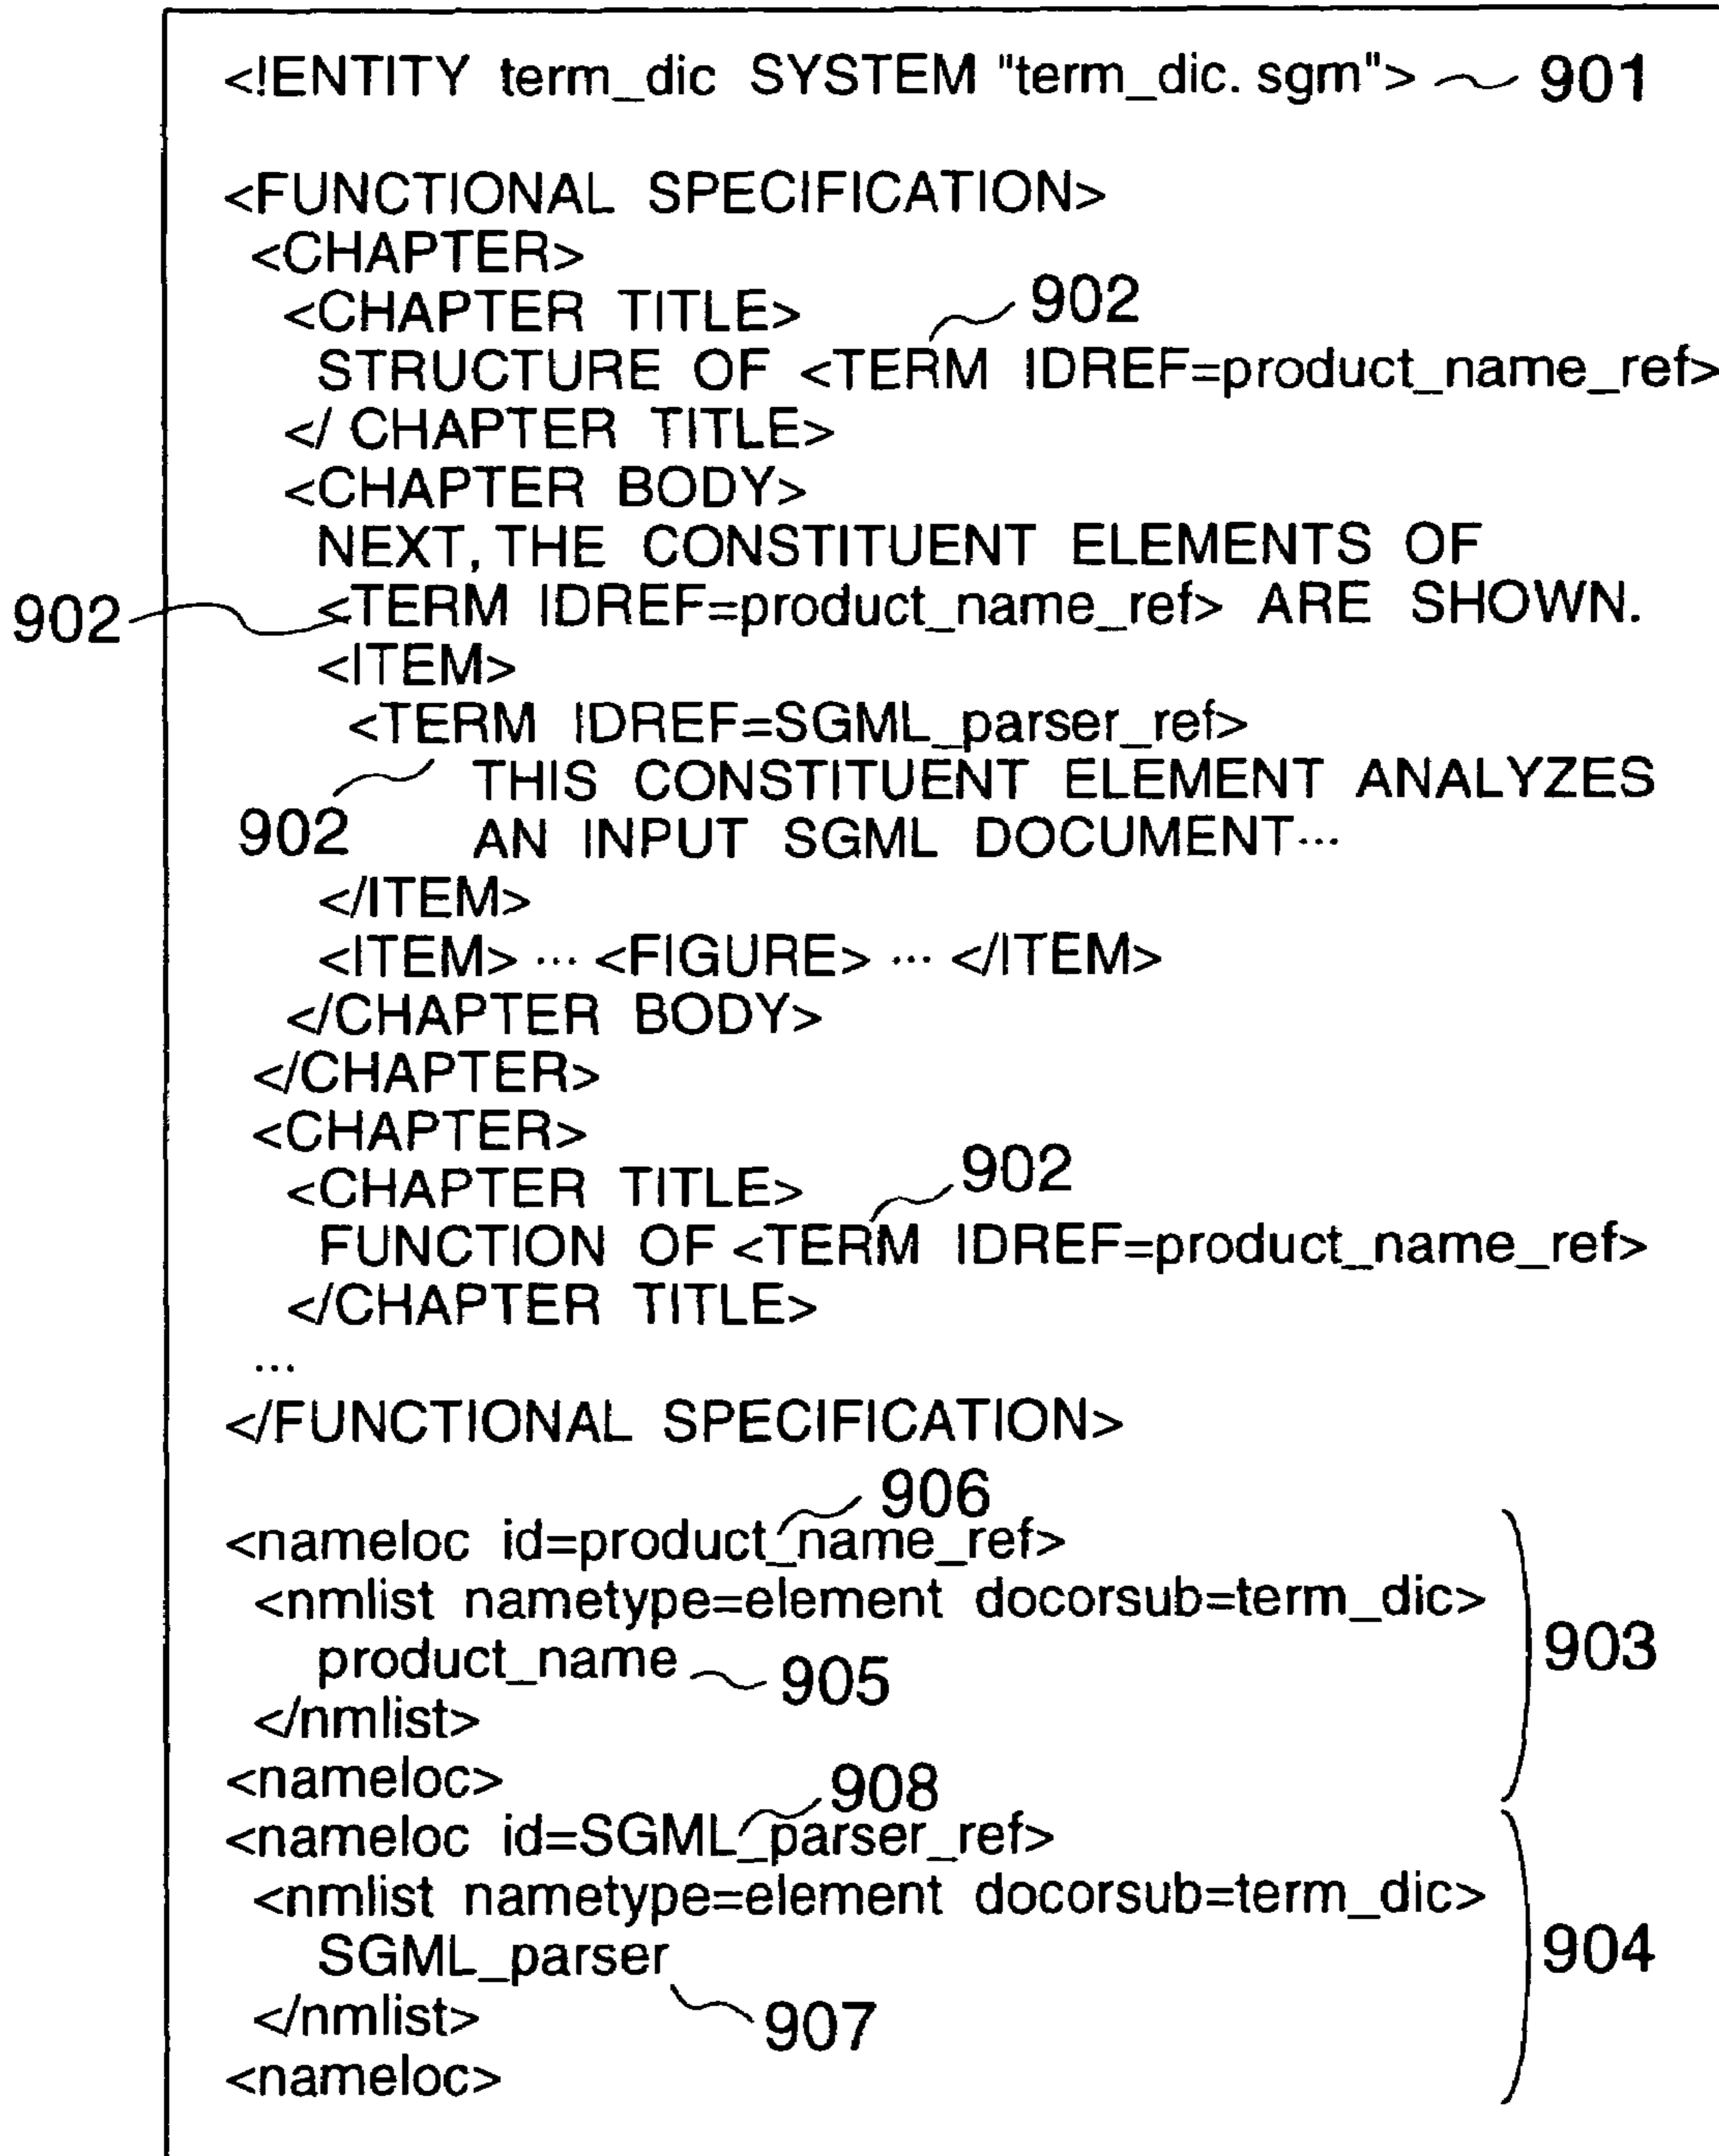 <!ENTITY term_dic SYSTEM "term_dic. sgm"> 901
<FUNCTIONAL SPECIFICATION>
<CHAPTER>
<CHAPTER TITLE> 902
STRUCTURE OF <TERM IDREF=product_name_ref>
</ CHAPTER TITLE>
<CHAPTER BODY>
NEXT, THE CONSTITUENT ELEMENTS OF
902 <TERM IDREF=product_name_ref> ARE SHOWN.
<ITEM>
<TERM IDREF=SGML_parser_ref>
THIS CONSTITUENT ELEMENT ANALYZES
902 AN INPUT SGML DOCUMENT...
</ITEM>
<ITEM> ... <FIGURE> ... </ITEM>
</CHAPTER BODY>
</CHAPTER>
<CHAPTER>
<CHAPTER TITLE> 902
FUNCTION OF <TERM IDREF=product_name_ref>
</CHAPTER TITLE>
...
</FUNCTIONAL SPECIFICATION>
906
<nameloc id=product_name_ref>
<nmlist nametype=element docorsub=term_dic>
product_name 905 903
</nmlist>
<nameloc> 908
<nameloc id=SGML_parser_ref>
<nmlist nametype=element docorsub=term_dic>
SGML_parser 904
</nmlist> 907
<nameloc>